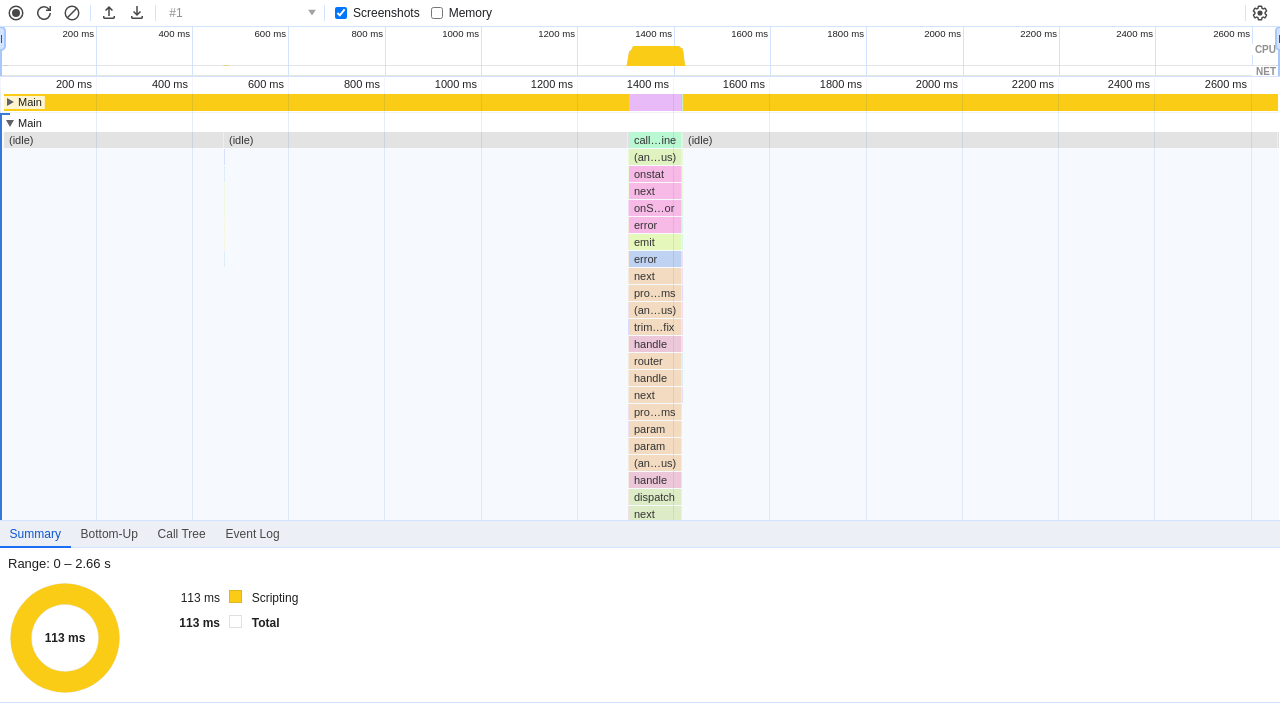 #1 Screenshots Memory
200 ms 400 ms 600 ms 800 ms 1000 ms 1200 ms 1400 ms 1600 ms 1800 ms 2000 ms 2200 ms 2400 ms 2600 ms
CPU
NET
200 ms 400 ms 600 ms 800 ms 1000 ms 1200 ms 1400 ms 1600 ms 1800 ms 2000 ms 2200 ms 2400 ms 2600 ms
Main
Main
(idle) (idle) call…ine (idle)
(an…us)
onstat
next
onS…or
error
emit
error
next
pro…ms
(an…us)
trim…fix
handle
router
handle
next
pro…ms
param
param
(an…us)
handle
dispatch
next
Summary Bottom-Up Call Tree Event Log
Range: 0 – 2.66 s
113 ms Scripting
113 ms Total
113 ms